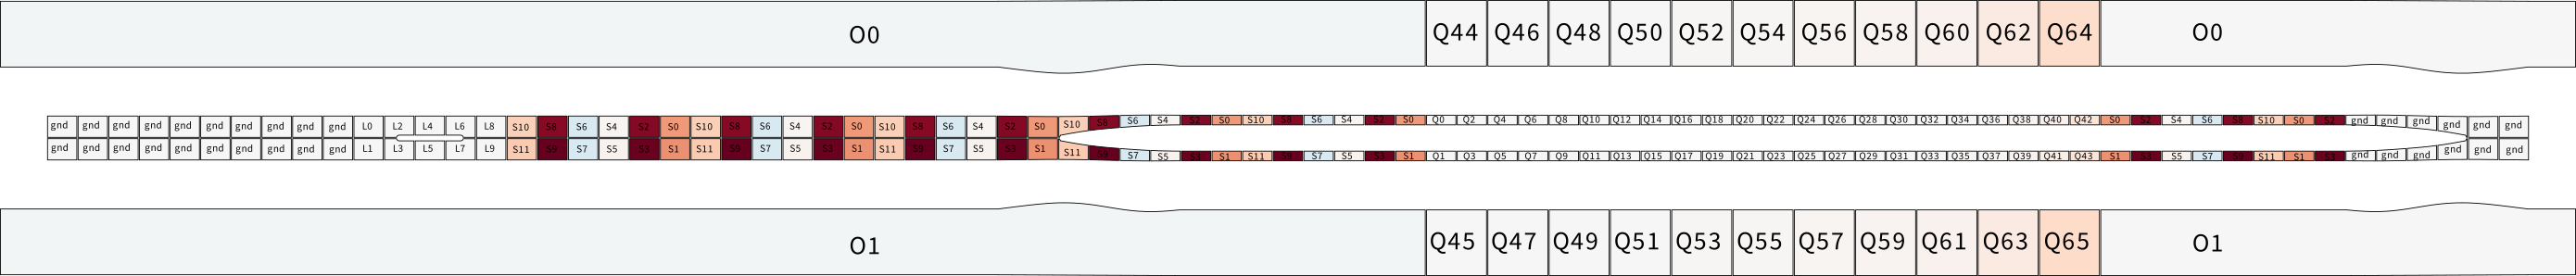 O0 Q44 Q46 Q48 Q50 Q52 Q54 Q56 Q58 Q60 Q62 Q64 O0
gnd gnd gnd gnd gnd gnd gnd gnd gnd gnd L0 L2 L4 L6 L8 S10 S8 S6 S4 S2 S0 S10 S8 S6 S4 S2 S0 S10 S8 S6 S4 S2 S0 S10 S8 S6 S4 S2 S0 S10 S8 S6 S4 S2 S0 Q0 Q2 Q4 Q6 Q8 Q10 Q12 Q14 Q16 Q18 Q20 Q22 Q24 Q26 Q28 Q30 Q32 Q34 Q36 Q38 Q40 Q42 S0 S2 S4 S6 S8 S10 S0 S2 gnd gnd gnd gnd gnd gnd
gnd gnd gnd gnd gnd gnd gnd gnd gnd gnd L1 L3 L5 L7 L9 S11 S9 S7 S5 S3 S1 S11 S9 S7 S5 S3 S1 S11 S9 S7 S5 S3 S1 S11 S9 S7 S5 S3 S1 S11 S9 S7 S5 S3 S1 Q1 Q3 Q5 Q7 Q9 Q11 Q13 Q15 Q17 Q19 Q21 Q23 Q25 Q27 Q29 Q31 Q33 Q35 Q37 Q39 Q41 Q43 S1 S3 S5 S7 S9 S11 S1 S3 gnd gnd gnd gnd gnd gnd
O1 Q45 Q47 Q49 Q51 Q53 Q55 Q57 Q59 Q61 Q63 Q65 O1